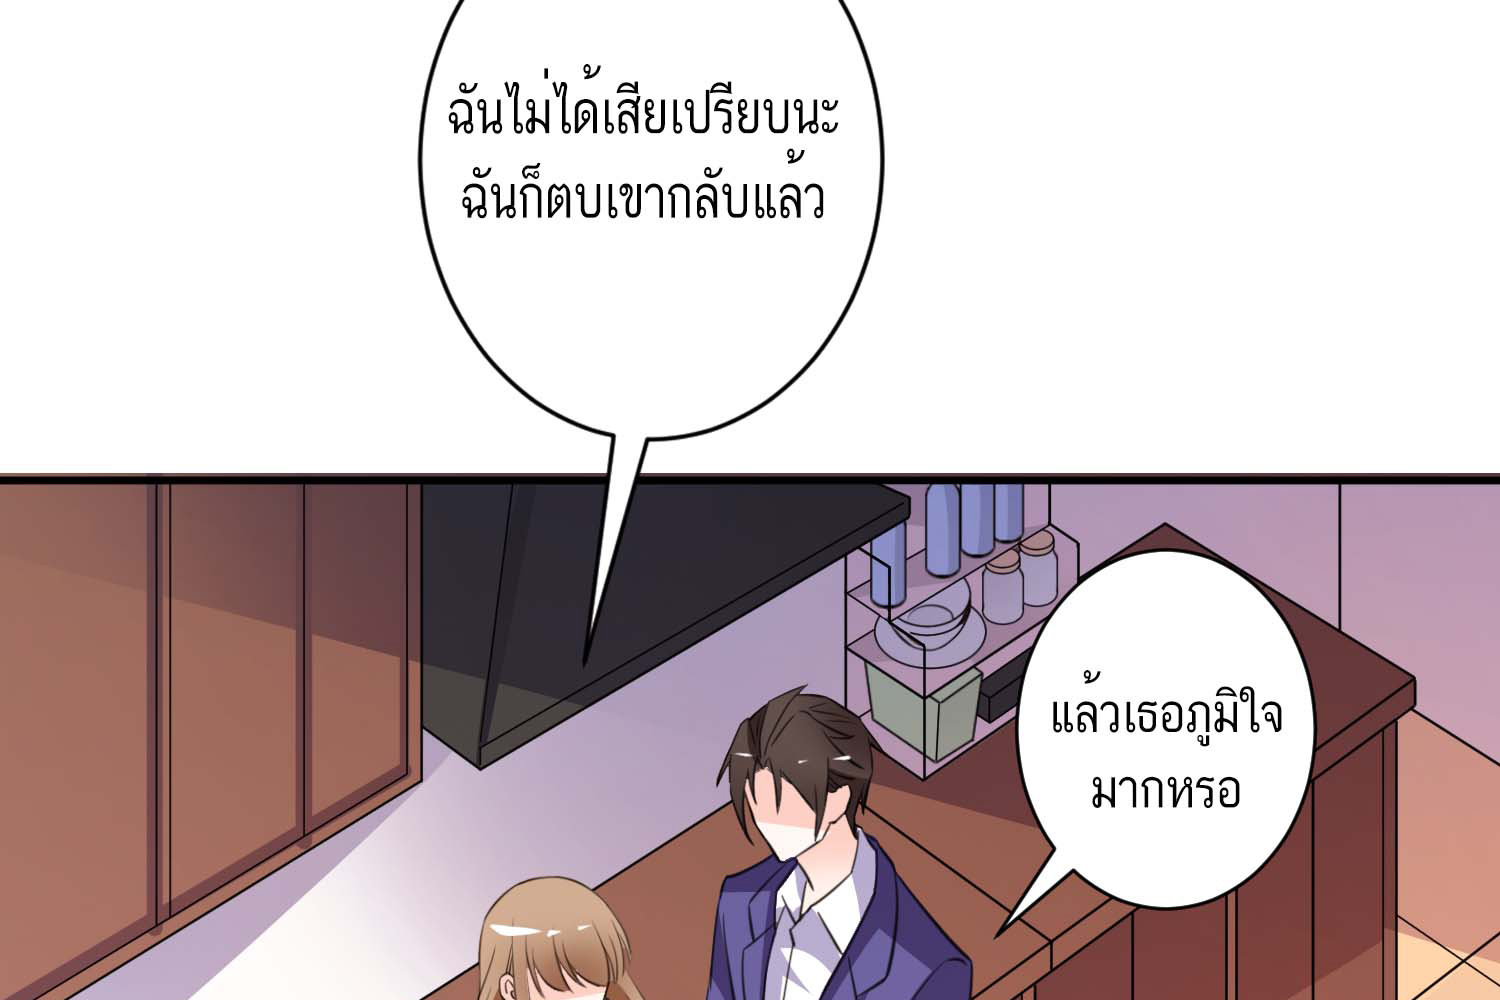 ฉันไม่ได้เสียเปรียบนะ
ฉันก็ตบเขากลับแล้ว
แล้วเธอภูมิใจ
มากหรอ